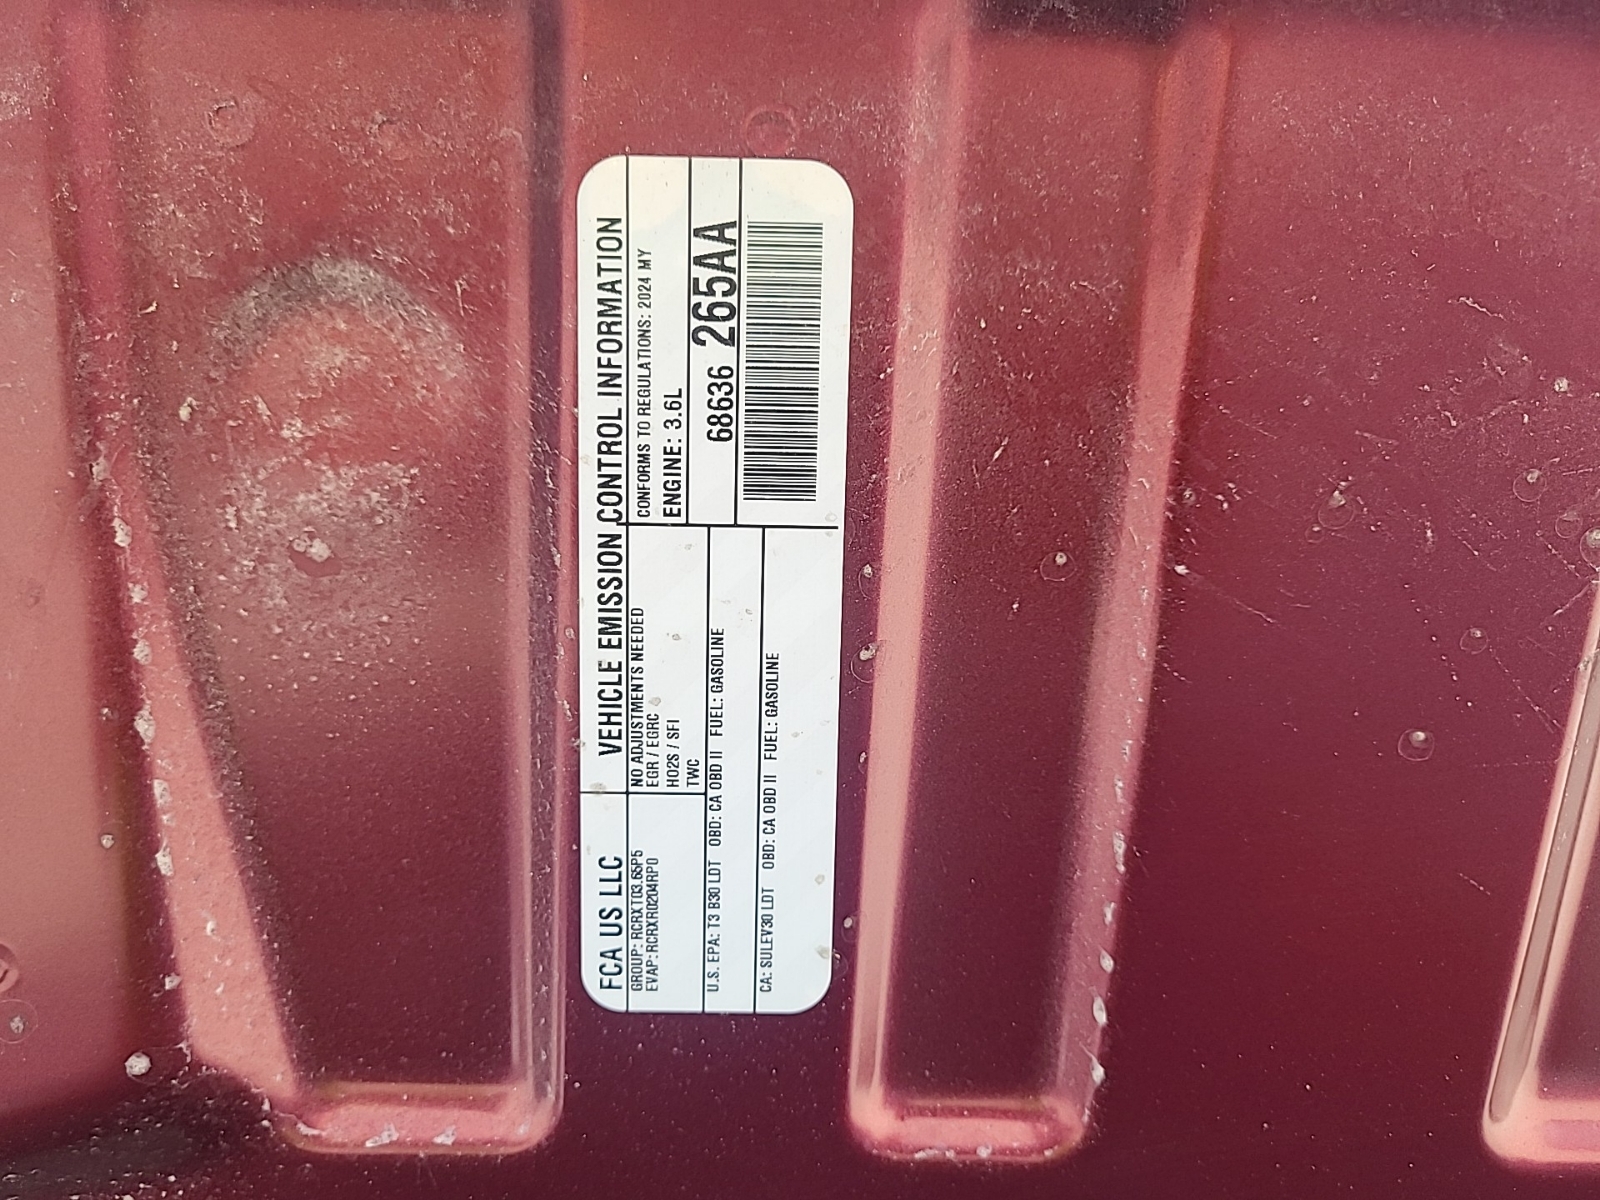 FCA US LLC
VEHICLE EMISSION CONTROL INFORMATION
GROUP: RCRXT03.65P5
EVAP: RCRXR0204RP0
NO ADJUSTMENTS NEEDED
EGR / EGRC
HO2S / SFI
TWC
CONFORMS TO REGULATIONS: 2024 MY
ENGINE: 3.6L
68636 265AA
U.S. EPA: T3 B30 LDT OBD: CA OBD II FUEL: GASOLINE
CA: SULEV30 LDT OBD: CA OBD II FUEL: GASOLINE